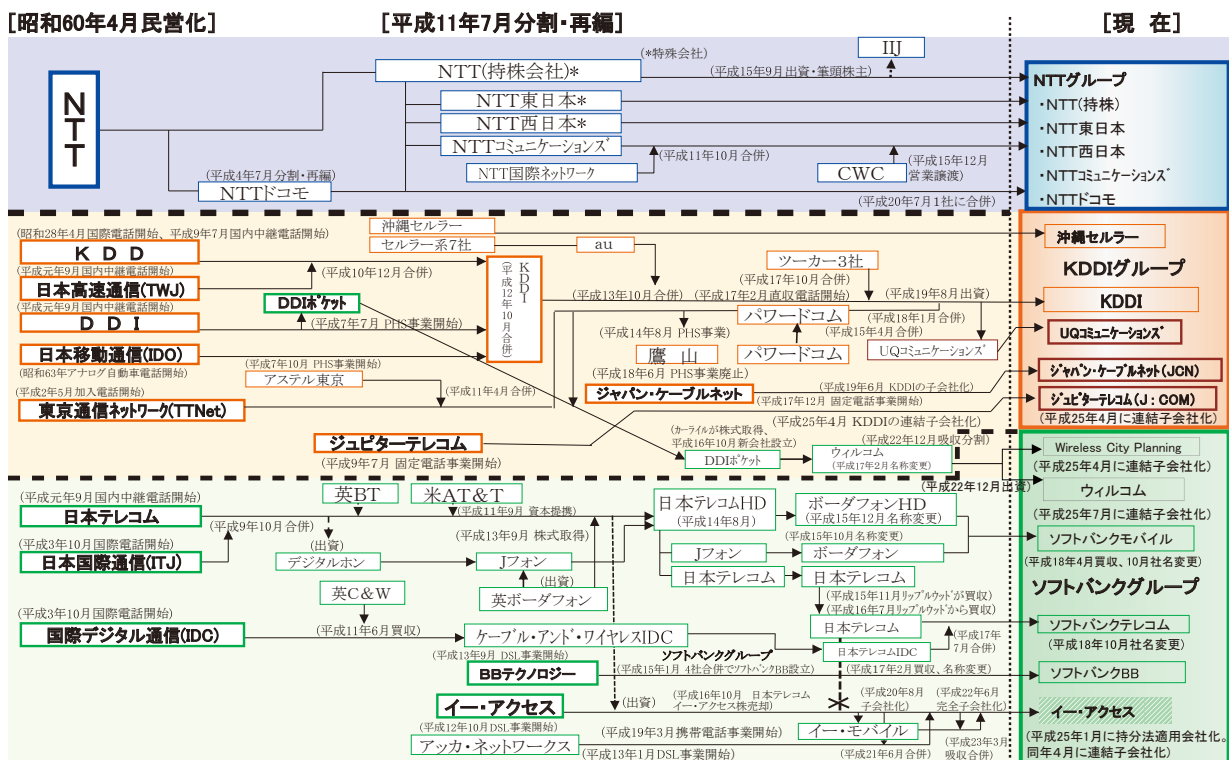 [昭和60年4月民営化]
[平成11年7月分割・再編]
[現 在]
NTT
(*特殊会社)
NTT(持株会社)*
IIJ
(平成15年9月出資・筆頭株主)
NTT東日本*
NTT西日本*
NTTコミュニケーションズ
(平成11年10月合併)
NTT国際ネットワーク
CWC
(平成15年12月
営業譲渡)
(平成4年7月分割・再編)
NTTドコモ
(平成20年7月1社に合併)
NTTグループ
・NTT(持株)
・NTT東日本
・NTT西日本
・NTTコミュニケーションズ
・NTTドコモ
沖縄セルラー
(昭和28年4月国際電話開始、平成9年7月国内中継電話開始)
セルラー系7社
au
KDD
(平成元年9月国内中継電話開始)
日本高速通信(TWJ)
(平成10年12月合併)
(平成元年9月国内中継電話開始)
DDIポケット
DDI
(平成7年7月 PHS事業開始)
日本移動通信(IDO)
(昭和63年アナログ自動車電話開始)
KDDI
(平成12年10月合併)
ツーカー3社
(平成17年10月合併)
(平成13年10月合併)
(平成17年2月直収電話開始)
(平成19年8月出資)
パワードコム
(平成18年1月合併)
(平成14年8月 PHS事業)
(平成15年4月合併)
鷹山
パワードコム
UQコミュニケーションズ
(平成18年6月 PHS事業廃止)
(平成7年10月 PHS事業開始)
アステル東京
(平成11年4月合併)
(平成2年5月加入電話開始)
東京通信ネットワーク(TTNet)
ジャパン・ケーブルネット
(平成19年6月 KDDIの子会社化)
(平成17年12月 固定電話事業開始)
(平成25年4月 KDDIの連結子会社化)
ジュピターテレコム
(平成9年7月 固定電話事業開始)
(カーライルが株式取得、
平成16年10月新会社設立)
DDIポケット
(平成22年12月吸収分割)
ウィルコム
(平成17年2月名称変更)
沖縄セルラー
KDDIグループ
KDDI
UQコミュニケーションズ
ジャパン・ケーブルネット(JCN)
ジュピターテレコム(J:COM)
(平成25年4月に連結子会社化)
(平成元年9月国内中継電話開始)
日本テレコム
(平成9年10月合併)
(平成3年10月国際電話開始)
日本国際通信(ITJ)
英BT
米AT&T
(平成11年9月 資本提携)
(平成13年9月 株式取得)
(出資)
デジタルホン
Jフォン
(出資)
英ボーダフォン
日本テレコムHD
(平成14年8月)
ボーダフォンHD
(平成15年12月名称変更)
(平成15年10月名称変更)
Jフォン
ボーダフォン
日本テレコム
日本テレコム
(平成22年12月出資)
(平成15年11月リップルウッドが買収)
(平成16年7月リップルウッドから買収)
日本テレコム
(平成17年
7月合併)
日本テレコムIDC
英C&W
(平成3年10月国際電話開始)
国際デジタル通信(IDC)
(平成11年6月買収)
ケーブル・アンド・ワイヤレスIDC
(平成13年9月 DSL事業開始)
ソフトバンクグループ
BBテクノロジー
(平成15年1月 4社合併でソフトバンクBB設立)
(平成17年2月買収、名称変更)
イー・アクセス
(出資)
(平成16年10月 日本テレコム
イー・アクセス株売却)
(平成20年8月
子会社化)
(平成22年6月
完全子会社化)
(平成12年10月DSL事業開始)
(平成19年3月携帯電話事業開始)
イー・モバイル
アッカ・ネットワークス
(平成13年1月DSL事業開始)
(平成21年6月合併)
(平成23年3月
吸収合併)
Wireless City Planning
(平成25年4月に連結子会社化)
ウィルコム
(平成25年7月に連結子会社化)
ソフトバンクモバイル
(平成18年4月買収、10月社名変更)
ソフトバンクグループ
ソフトバンクテレコム
(平成18年10月社名変更)
ソフトバンクBB
イー・アクセス
(平成25年1月に持分法適用会社化。
同年4月に連結子会社化)